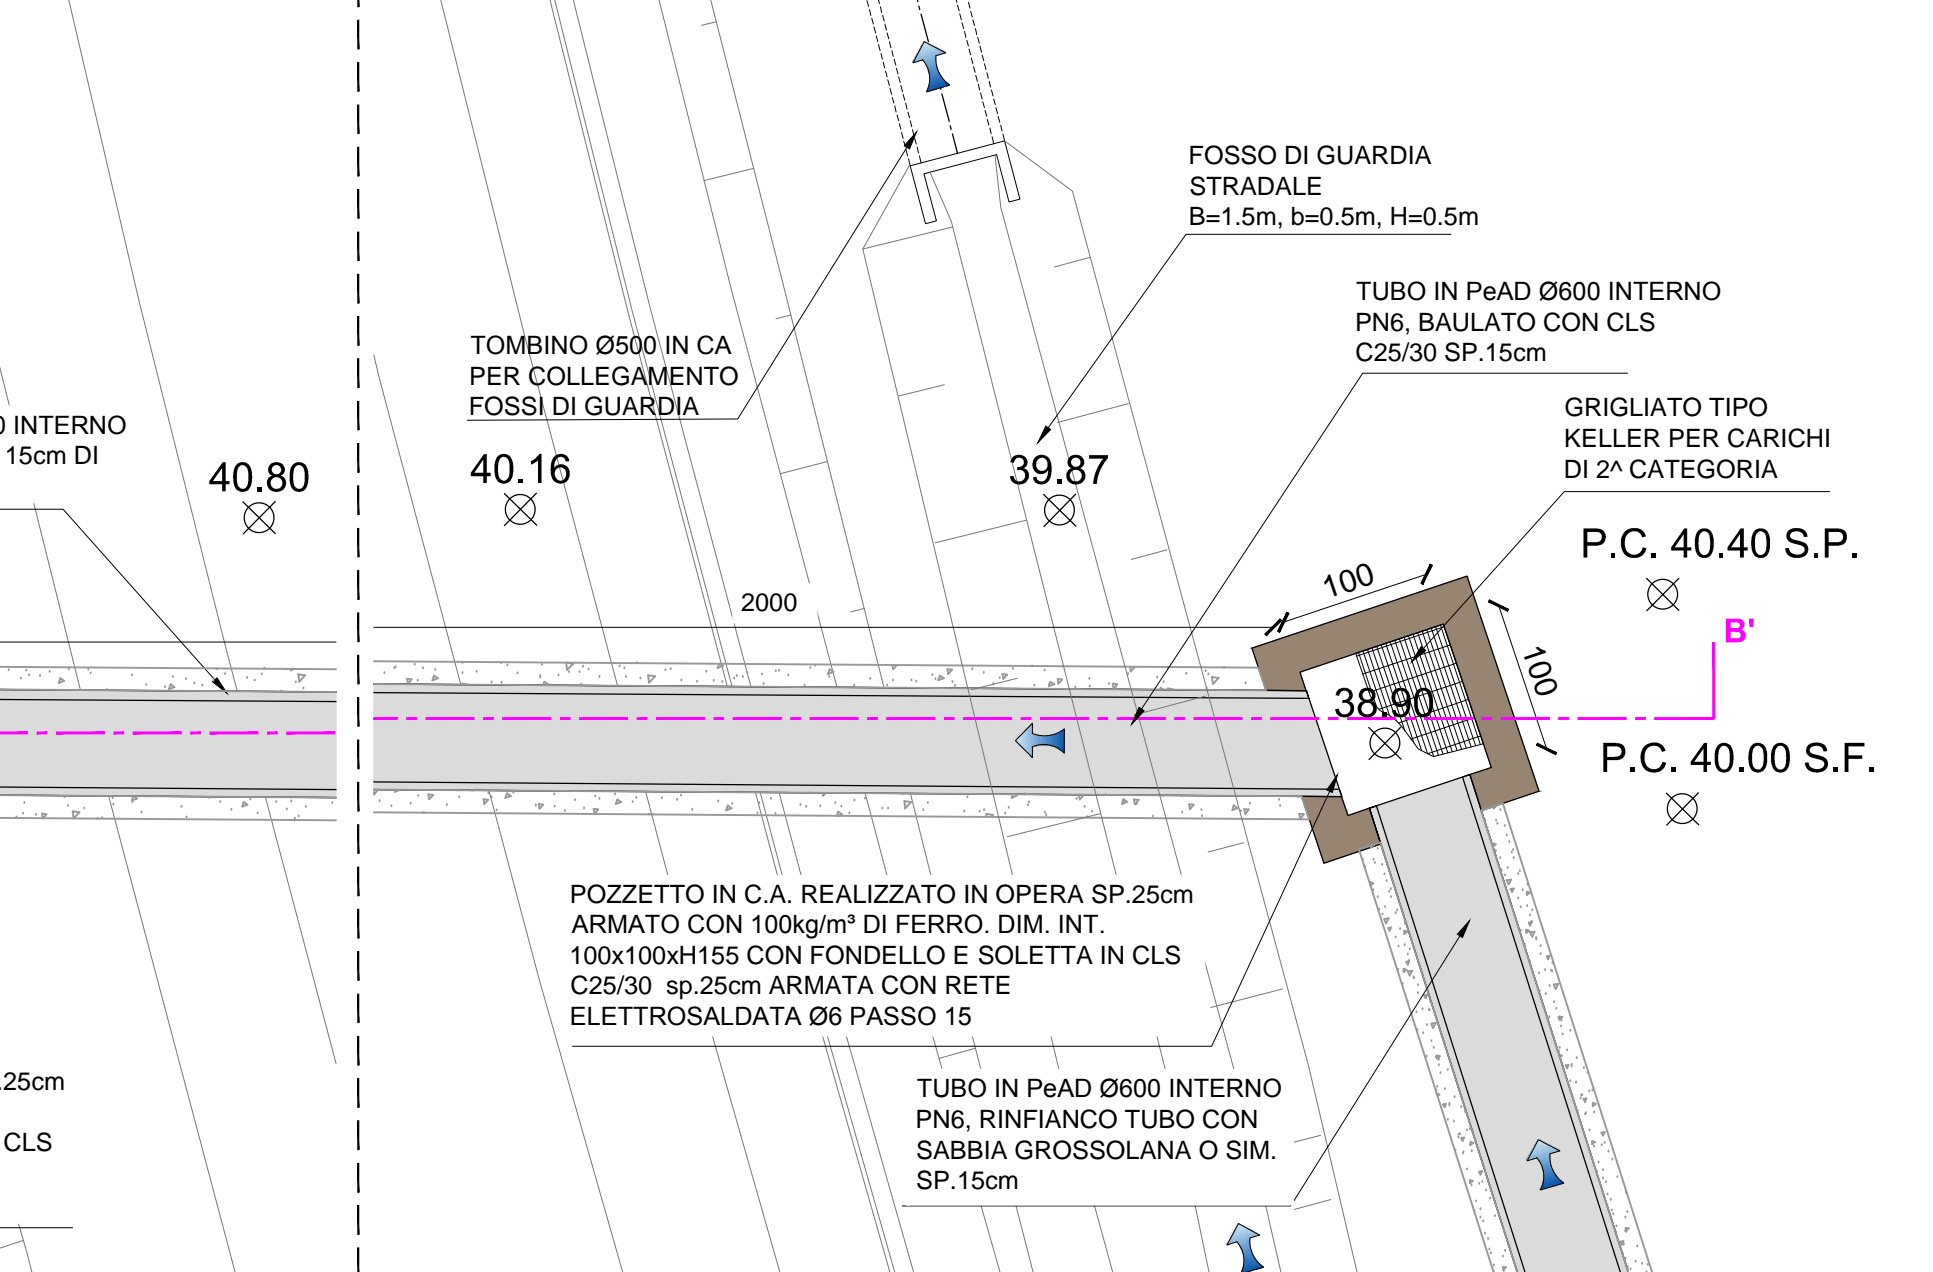 FOSSO DI GUARDIA
STRADALE
B=1.5m, b=0.5m, H=0.5m
TUBO IN PeAD Ø600 INTERNO
PN6, BAULATO CON CLS
C25/30 SP.15cm
TOMBINO Ø500 IN CA
PER COLLEGAMENTO
FOSSI DI GUARDIA
GRIGLIATO TIPO
KELLER PER CARICHI
DI 2^ CATEGORIA
0 INTERNO
15cm DI
40.80
40.16
39.87
P.C. 40.40 S.P.
100
2000
B'
100
38.90
P.C. 40.00 S.F.
POZZETTO IN C.A. REALIZZATO IN OPERA SP.25cm
ARMATO CON 100kg/m³ DI FERRO. DIM. INT.
100x100xH155 CON FONDELLO E SOLETTA IN CLS
C25/30 sp.25cm ARMATA CON RETE
ELETTROSALDATA Ø6 PASSO 15
.25cm
CLS
TUBO IN PeAD Ø600 INTERNO
PN6, RINFIANCO TUBO CON
SABBIA GROSSOLANA O SIM.
SP.15cm